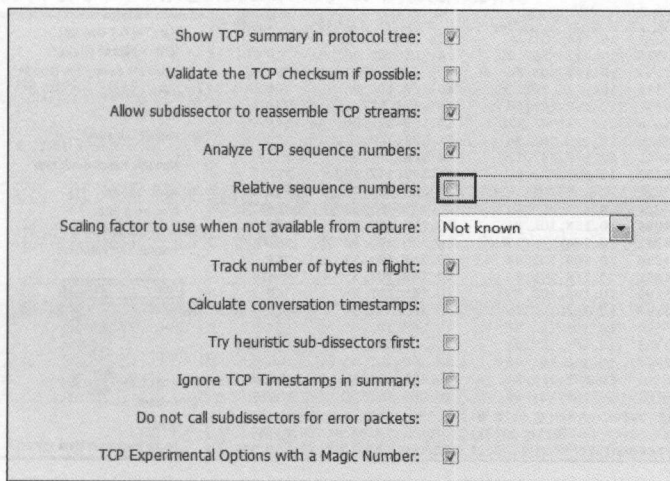 Show TCP summary in protocol tree:
Validate the TCP checksum if possible:
Allow subdissector to reassemble TCP streams:
Analyze TCP sequence numbers:
Relative sequence numbers:
Scaling factor to use when not available from capture: Not known
Track number of bytes in flight:
Calculate conversation timestamps:
Try heuristic sub-dissectors first:
Ignore TCP Timestamps in summary:
Do not call subdissectors for error packets:
TCP Experimental Options with a Magic Number: